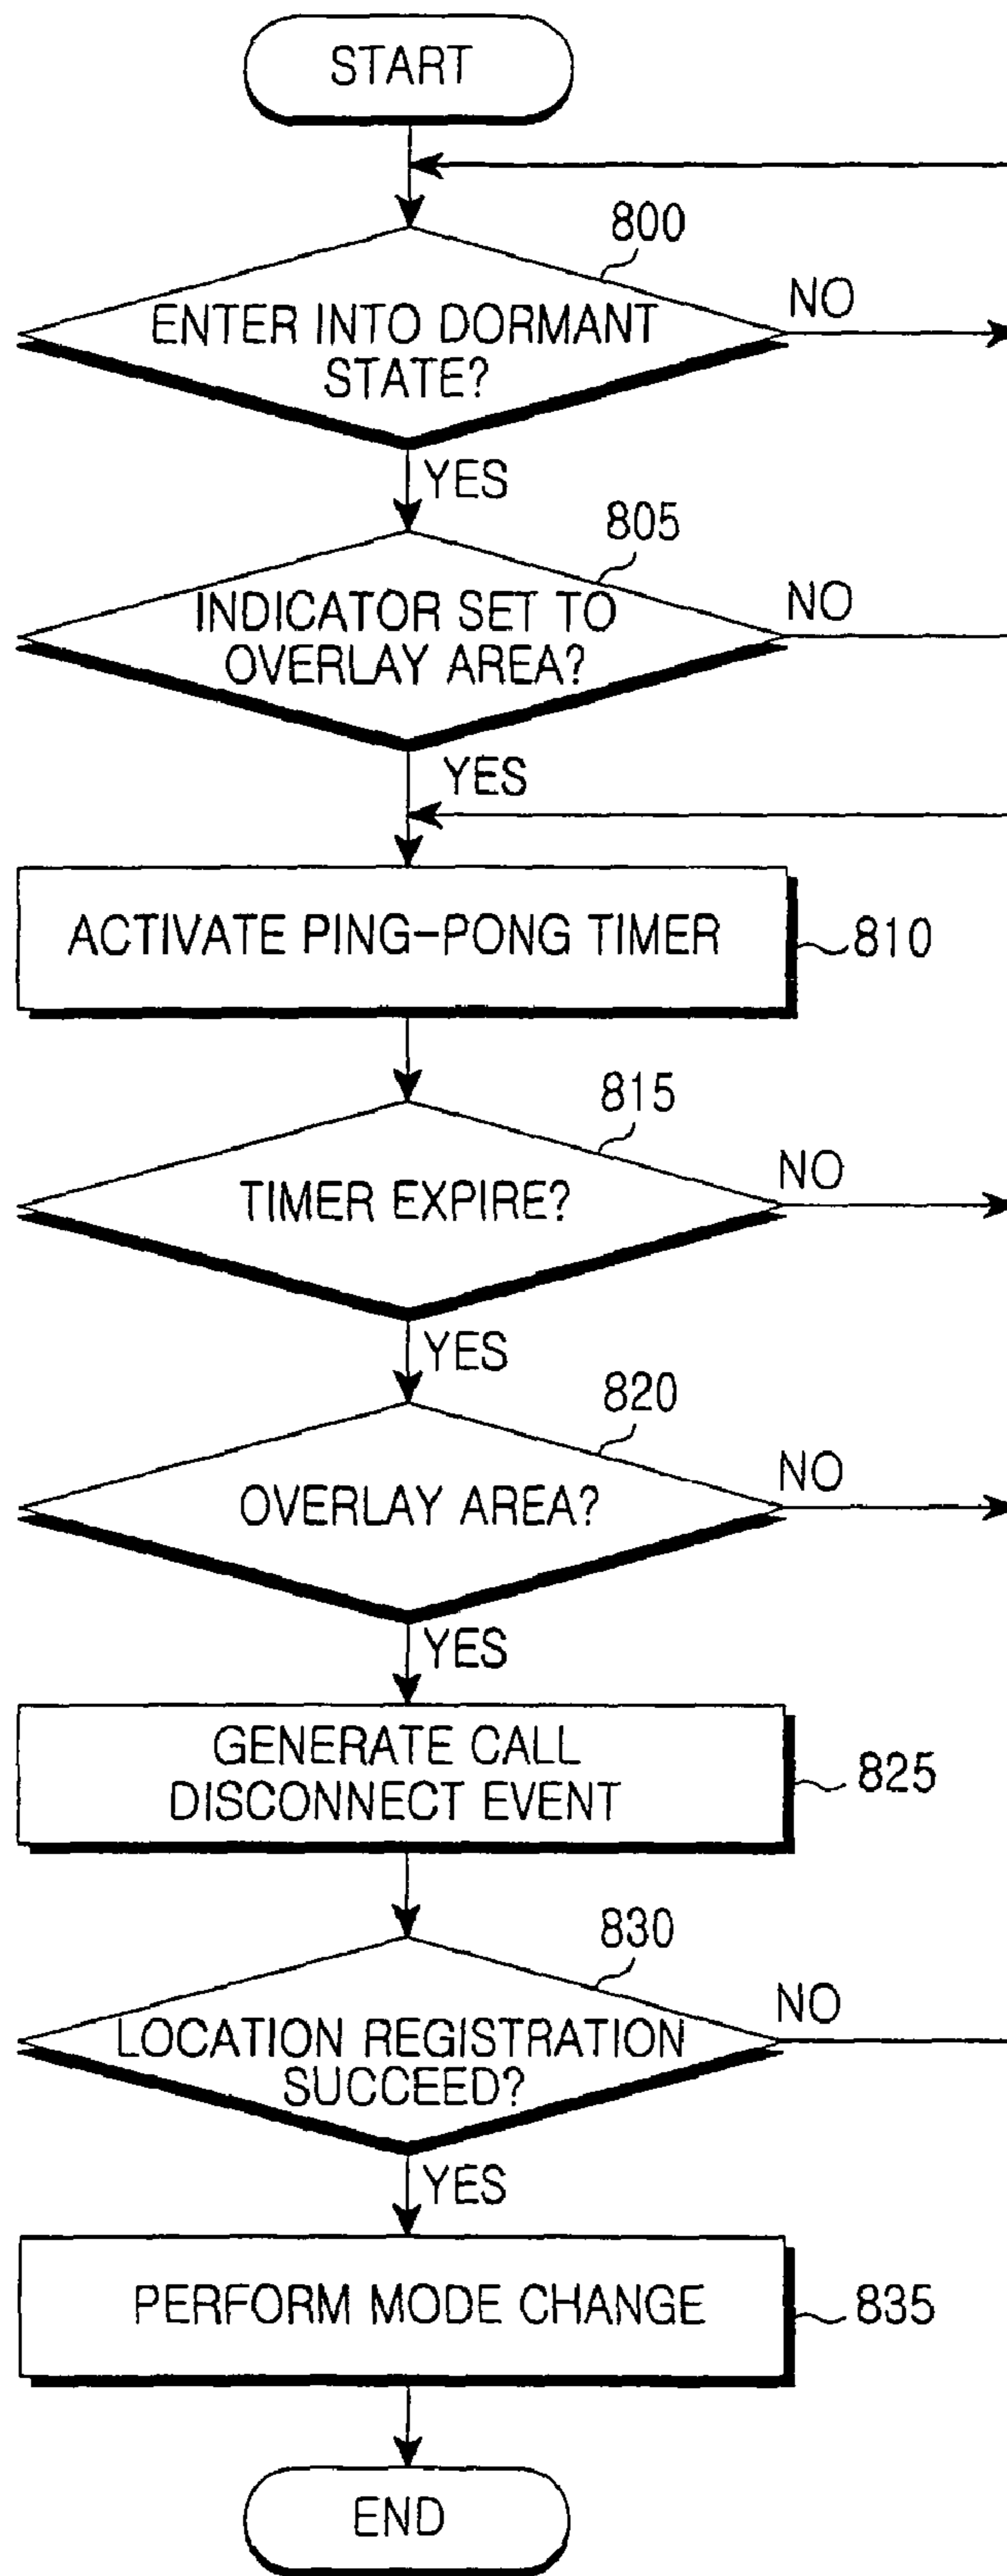 START
800
ENTER INTO DORMANT
STATE?
NO
YES
805
INDICATOR SET TO
OVERLAY AREA?
NO
YES
ACTIVATE PING-PONG TIMER
810
815
TIMER EXPIRE?
NO
YES
820
OVERLAY AREA?
NO
YES
GENERATE CALL
DISCONNECT EVENT
825
830
LOCATION REGISTRATION
SUCCEED?
NO
YES
PERFORM MODE CHANGE
835
END